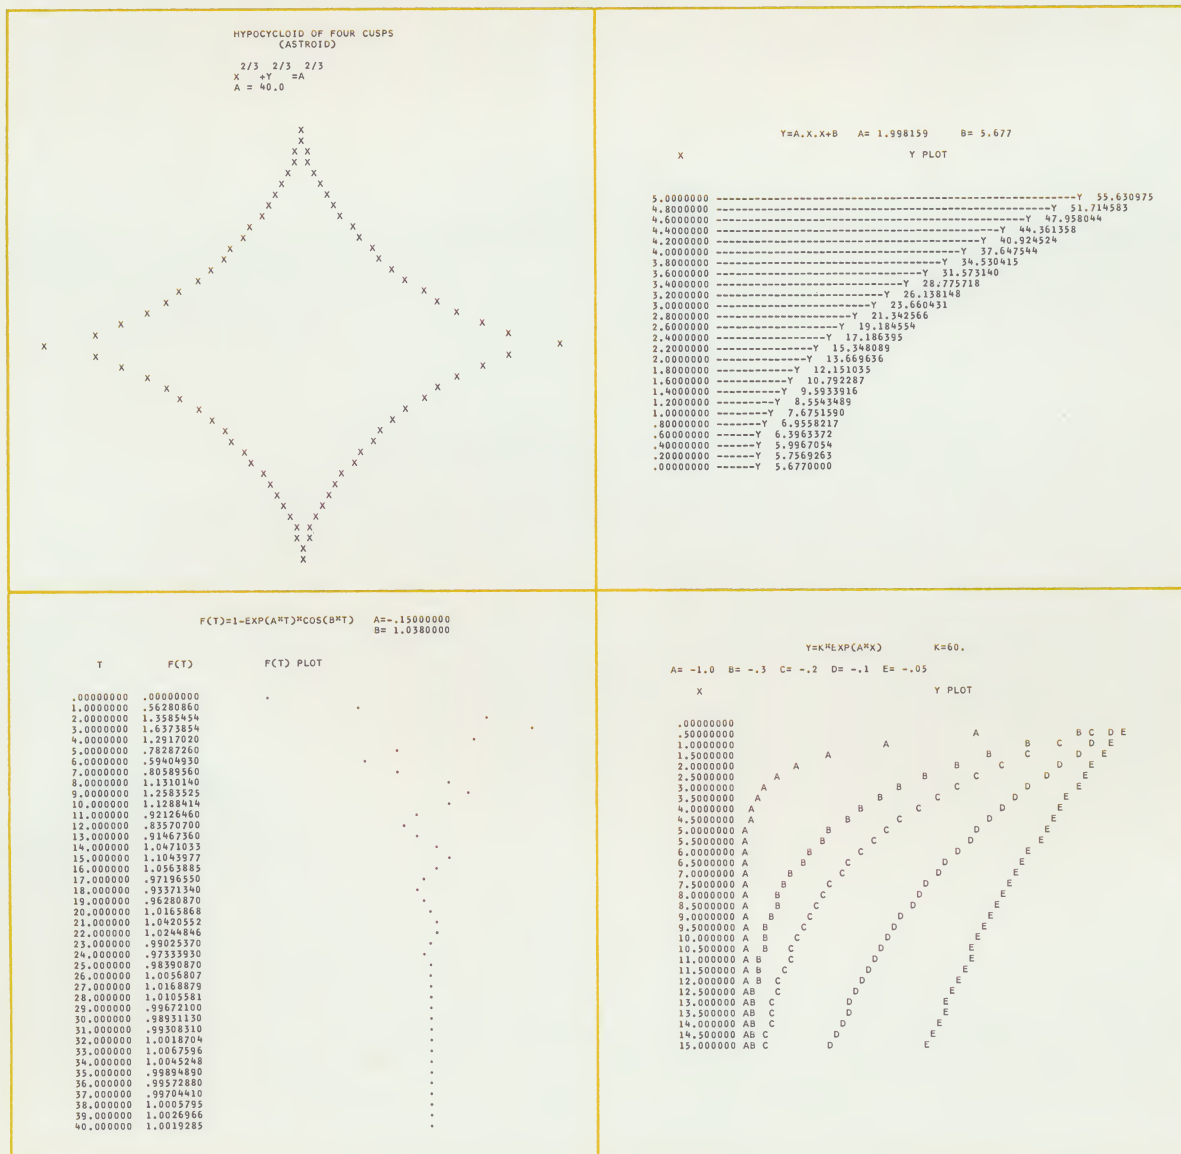 HYPOCYCLOID OF FOUR CUSPS
(ASTROID)
2/3 2/3 2/3
X +Y =A
A = 40.0
Y=A.X.X+B A= 1.998159 B= 5.677
X Y PLOT
5.0000000 Y 55.630975
4.8000000 Y 51.714583
4.6000000 Y 47.958044
4.4000000 Y 44.361358
4.2000000 Y 40.924524
4.0000000 Y 37.647544
3.8000000 Y 34.530415
3.6000000 Y 31.573140
3.4000000 Y 28.775718
3.2000000 Y 26.138148
3.0000000 Y 23.660431
2.8000000 Y 21.342566
2.6000000 Y 19.184554
2.4000000 Y 17.186395
2.2000000 Y 15.348089
2.0000000 Y 13.669636
1.8000000 Y 12.151035
1.6000000 Y 10.792287
1.4000000 Y 9.5933916
1.2000000 Y 8.5543489
1.0000000 Y 7.6751590
.80000000 Y 6.9558217
.60000000 Y 6.3963372
.40000000 Y 5.9967054
.20000000 Y 5.7569263
.00000000 Y 5.6770000
F(T)=1-EXP(A*T)*COS(B*T) A=-.15000000
B= 1.0380000
T F(T) F(T) PLOT
.00000000 .00000000
1.0000000 .56280860
2.0000000 1.3585454
3.0000000 1.6373854
4.0000000 1.2917020
5.0000000 .78287260
6.0000000 .59404930
7.0000000 .80589560
8.0000000 1.1310140
9.0000000 1.2583525
10.000000 1.1288414
11.000000 .92126460
12.000000 .83570700
13.000000 .91467360
14.000000 1.0471033
15.000000 1.1043977
16.000000 1.0563885
17.000000 .97196550
18.000000 .93371340
19.000000 .96280870
20.000000 1.0165868
21.000000 1.0420552
22.000000 1.0244846
23.000000 .99025370
24.000000 .97333930
25.000000 .98390870
26.000000 1.0056807
27.000000 1.0168879
28.000000 1.0105581
29.000000 .99672100
30.000000 .98931130
31.000000 .99308310
32.000000 1.0018704
33.000000 1.0067596
34.000000 1.0045248
35.000000 .99894890
36.000000 .99572880
37.000000 .99704410
38.000000 1.0005795
39.000000 1.0026966
40.000000 1.0019285
Y=K*EXP(A*X) K=60.
A= -1.0 B= -.3 C= -.2 D= -.1 E= -.05
X Y PLOT
.00000000
.50000000 A B C D E
1.0000000 A B C D E
1.5000000 A B C D E
2.0000000 A B C D E
2.5000000 A B C D E
3.0000000 A B C D E
3.5000000 A B C D E
4.0000000 A B C D E
4.5000000 A B C D E
5.0000000 A B C D E
5.5000000 A B C D E
6.0000000 A B C D E
6.5000000 A B C D E
7.0000000 A B C D E
7.5000000 A B C D E
8.0000000 A B C D E
8.5000000 A B C D E
9.0000000 A B C D E
9.5000000 A B C D E
10.000000 A B C D E
10.500000 A B C D E
11.000000 A B C D E
11.500000 A B C D E
12.000000 A B C D E
12.500000 AB C D E
13.000000 AB C D E
13.500000 AB C D E
14.000000 AB C D E
14.500000 AB C D E
15.000000 AB C D E